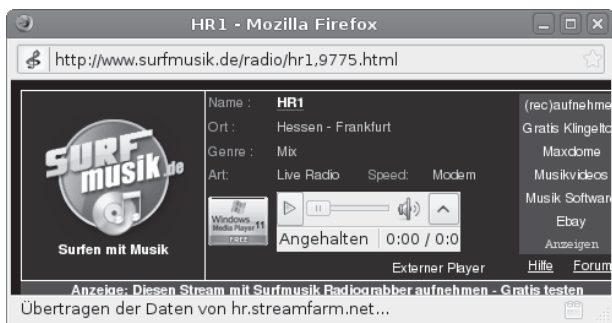 HR1 - Mozilla Firefox
http://www.surfmusik.de/radio/hr1,9775.html
SURF
musik.de
Surfen mit Musik
Name : HR1
Ort : Hessen - Frankfurt
Genre : Mix
Art: Live Radio Speed: Modem
Windows
Media Player 11
FREE
Angehalten 0:00 / 0:0
Externer Player
(rec)aufnehme
Gratis Klingelto
Maxdome
Musikvideos
Musik Softwar
Ebay
Anzeigen
Hilfe Forum
Anzeige: Diesen Stream mit Surfmusik Radiograbber aufnehmen - Gratis testen
Übertragen der Daten von hr.streamfarm.net...